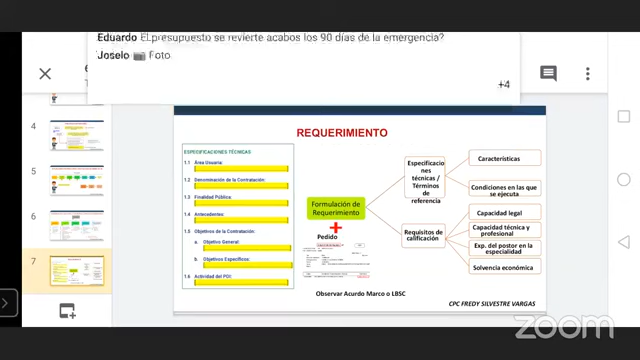 Eduardo El presupuesto se revierte acabos los 90 días de la emergencia?
Joselo 📷 Foto
+4
4
5
6
7
REQUERIMIENTO
ESPECIFICACIONES TÉCNICAS
1.1 Área Usuaria:
1.2 Denominación de la Contratación:
1.3 Finalidad Pública:
1.4 Antecedentes:
1.5 Objetivos de la Contratación:
a. Objetivo General:
b. Objetivos Específicos:
1.6 Actividad del POI:
Formulación de
Requerimiento
Pedido
Especificacio
nes
técnicas /
Términos
de
referencia
Características
Condiciones en las que
se ejecuta
Requisitos de
calificación
Capacidad legal
Capacidad técnica y
profesional
Exp. del postor en la
especialidad
Solvencia económica
Observar Acurdo Marco o LBSC
CPC FREDY SILVESTRE VARGAS
zoom